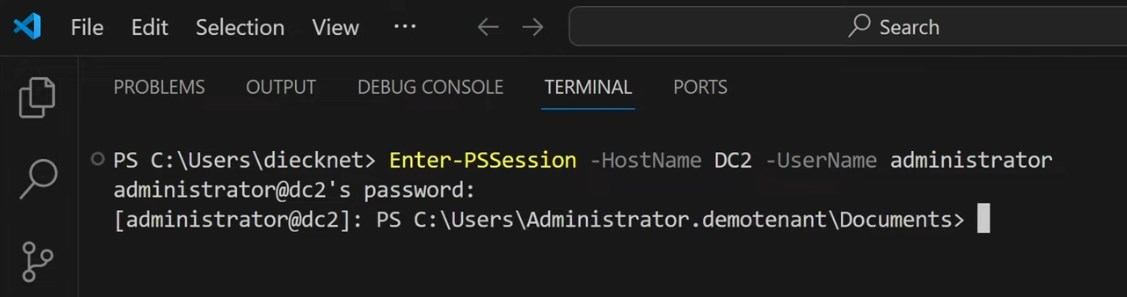 File Edit Selection View ··· ← → Search
PROBLEMS OUTPUT DEBUG CONSOLE TERMINAL PORTS
PS C:\Users\diecknet> Enter-PSSession -HostName DC2 -UserName administrator
administrator@dc2's password:
[administrator@dc2]: PS C:\Users\Administrator.demotenant\Documents>